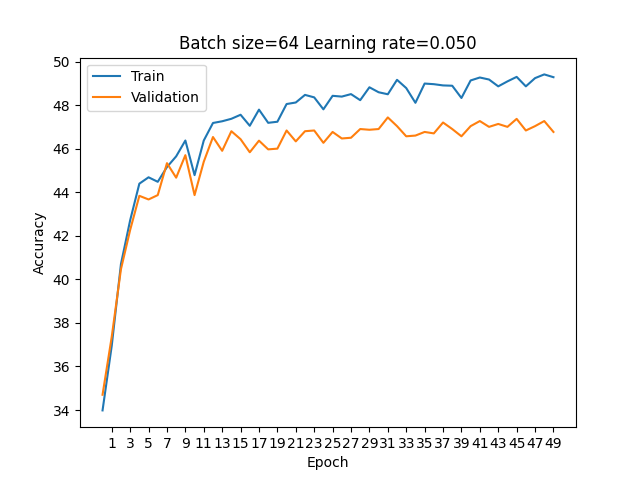 Batch size=64 Learning rate=0.050
Train
Validation
50
48
46
44
42
40
38
36
34
Accuracy
1 3 5 7 9 11 13 15 17 19 21 23 25 27 29 31 33 35 37 39 41 43 45 47 49
Epoch